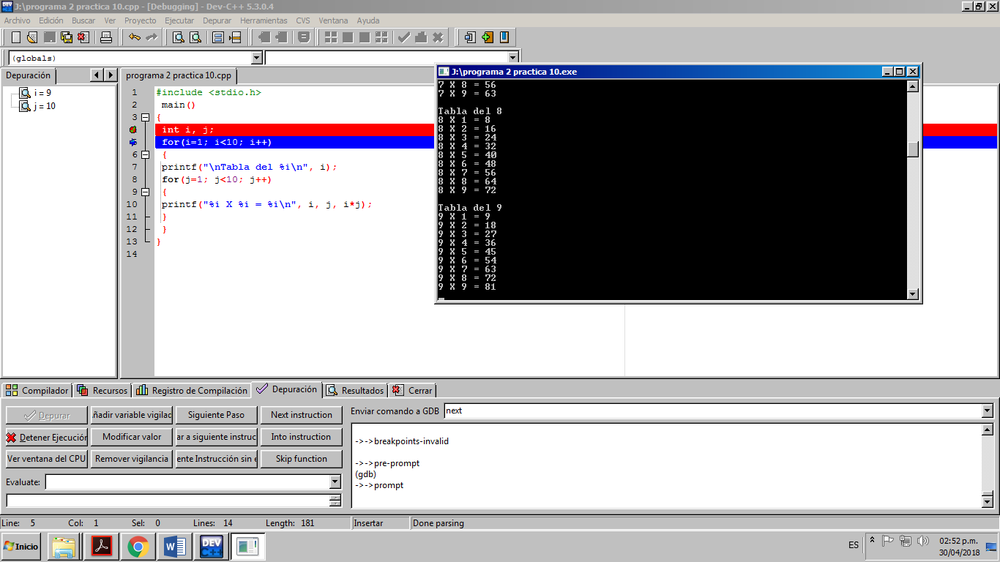 J:\programa 2 practica 10.cpp - [Debugging] - Dev-C++ 5.3.0.4
Archivo Edición Buscar Ver Proyecto Ejecutar Depurar Herramientas CVS Ventana Ayuda
(globals)
Depuración
programa 2 practica 10.cpp
i = 9
j = 10
1 #include <stdio.h>
2 main()
3 {
int i, j;
for(i=1; i<10; i++)
6 {
7 printf("\nTabla del %i\n", i);
8 for(j=1; j<10; j++)
9 {
10 printf("%i X %i = %i\n", i, j, i*j);
11 }
12 }
13 }
14
J:\programa 2 practica 10.exe
7 X 8 = 56
7 X 9 = 63
Tabla del 8
8 X 1 = 8
8 X 2 = 16
8 X 3 = 24
8 X 4 = 32
8 X 5 = 40
8 X 6 = 48
8 X 7 = 56
8 X 8 = 64
8 X 9 = 72
Tabla del 9
9 X 1 = 9
9 X 2 = 18
9 X 3 = 27
9 X 4 = 36
9 X 5 = 45
9 X 6 = 54
9 X 7 = 63
9 X 8 = 72
9 X 9 = 81
Compilador Recursos Registro de Compilación Depuración Resultados Cerrar
Depurar ñadir variable vigilad Siguiente Paso Next instruction
Detener Ejecución Modificar valor ar a siguiente instruc Into instruction
Ver ventana del CPU Remover vigilancia ente Instrucción sin e Skip function
Evaluate:
Enviar comando a GDB next
->->breakpoints-invalid
->->pre-prompt
(gdb)
->->prompt
Line: 5 Col: 1 Sel: 0 Lines: 14 Length: 181 Insertar Done parsing
Inicio
W
DEV C++
ES
02:52 p.m.
30/04/2018